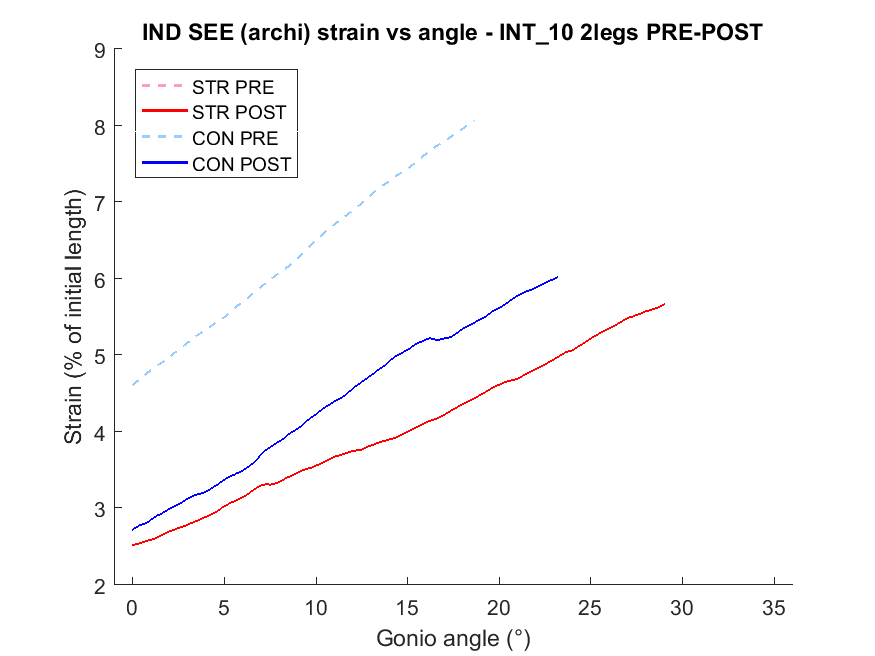 IND SEE (archi) strain vs angle - INT_10 2legs PRE-POST
9
8
7
6
5
4
3
2
Strain (% of initial length)
STR PRE
STR POST
CON PRE
CON POST
0 5 10 15 20 25 30 35
Gonio angle (°)